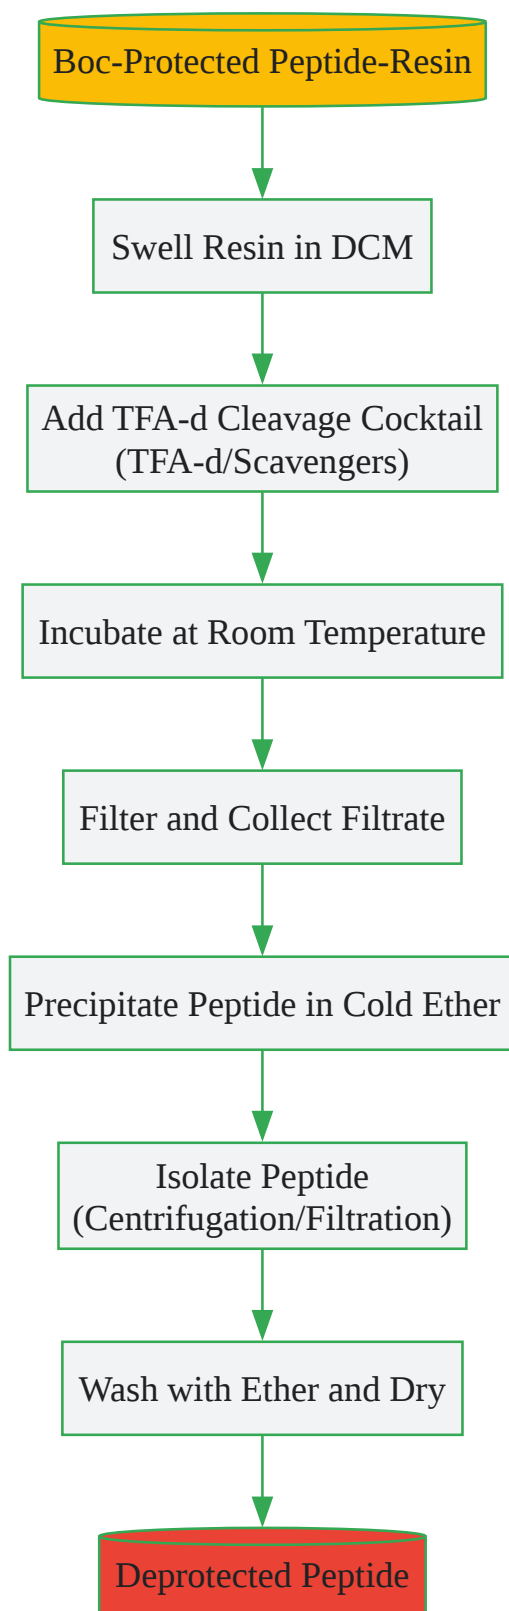 Boc-Protected Peptide-Resin
Swell Resin in DCM
Add TFA-d Cleavage Cocktail
(TFA-d/Scavengers)
Incubate at Room Temperature
Filter and Collect Filtrate
Precipitate Peptide in Cold Ether
Isolate Peptide
(Centrifugation/Filtration)
Wash with Ether and Dry
Deprotected Peptide